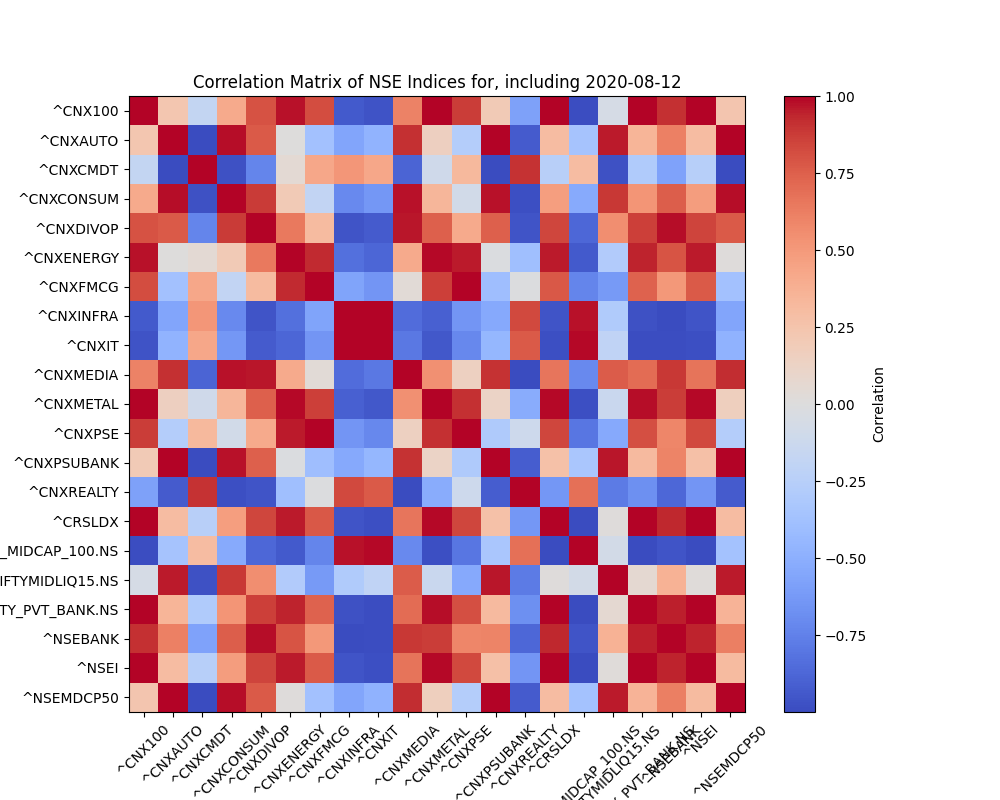 Correlation Matrix of NSE Indices for, including 2020-08-12
^CNX100
^CNXAUTO
^CNXCMDT
^CNXCONSUM
^CNXDIVOP
^CNXENERGY
^CNXFMCG
^CNXINFRA
^CNXIT
^CNXMEDIA
^CNXMETAL
^CNXPSE
^CNXPSUBANK
^CNXREALTY
^CRSLDX
_MIDCAP_100.NS
IFTYMIDLIQ15.NS
TY_PVT_BANK.NS
^NSEBANK
^NSEI
^NSEMDCP50
^CNX100
^CNXAUTO
^CNXCMDT
^CNXCONSUM
^CNXDIVOP
^CNXENERGY
^CNXFMCG
^CNXINFRA
^CNXIT
^CNXMEDIA
^CNXMETAL
^CNXPSE
^CNXPSUBANK
^CNXREALTY
^CRSLDX
MIDCAP_100.NS
TYMIDLIQ15.NS
PVT_BANK.NS
^NSEBANK
^NSEI
^NSEMDCP50
1.00
0.75
0.50
0.25
0.00
−0.25
−0.50
−0.75
Correlation